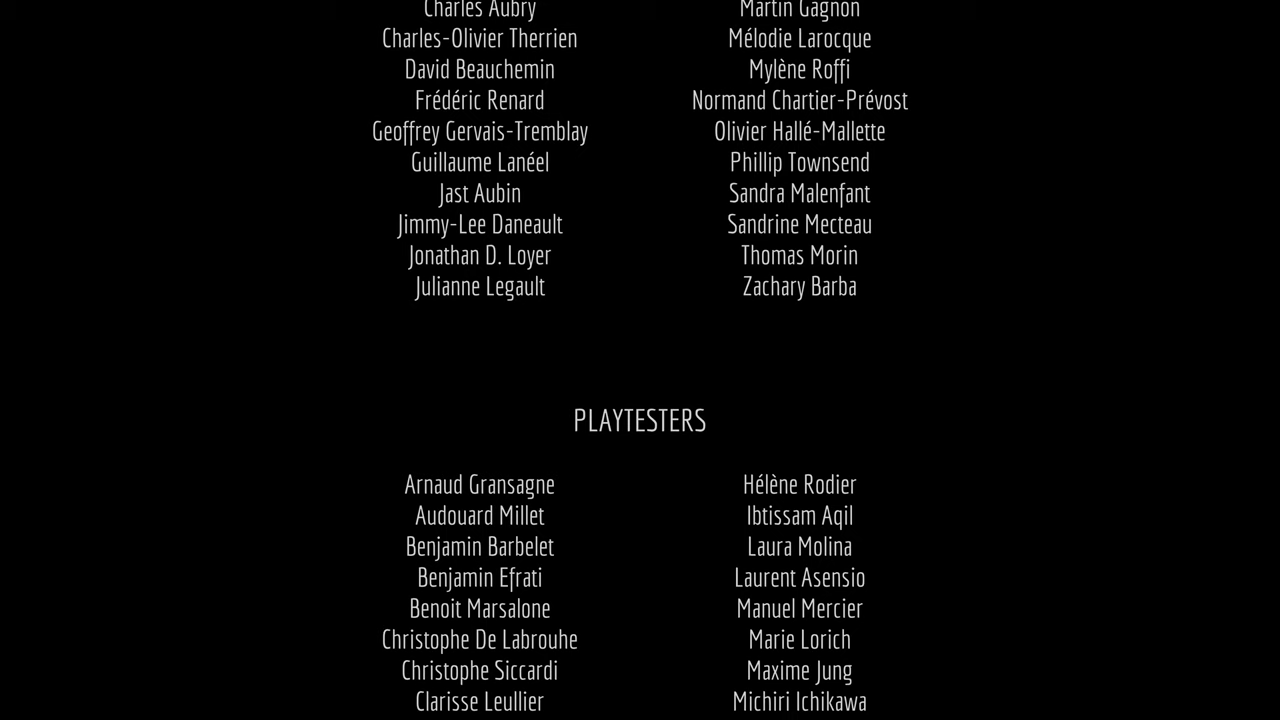 Charles Aubry
Charles-Olivier Therrien
David Beauchemin
Frédéric Renard
Geoffrey Gervais-Tremblay
Guillaume Lanéel
Jast Aubin
Jimmy-Lee Daneault
Jonathan D. Loyer
Julianne Legault
Martin Gagnon
Mélodie Larocque
Mylène Roffi
Normand Chartier-Prévost
Olivier Hallé-Mallette
Phillip Townsend
Sandra Malenfant
Sandrine Mecteau
Thomas Morin
Zachary Barba
PLAYTESTERS
Arnaud Gransagne
Audouard Millet
Benjamin Barbelet
Benjamin Efrati
Benoit Marsalone
Christophe De Labrouhe
Christophe Siccardi
Clarisse Leullier
Hélène Rodier
Ibtissam Aqil
Laura Molina
Laurent Asensio
Manuel Mercier
Marie Lorich
Maxime Jung
Michiri Ichikawa